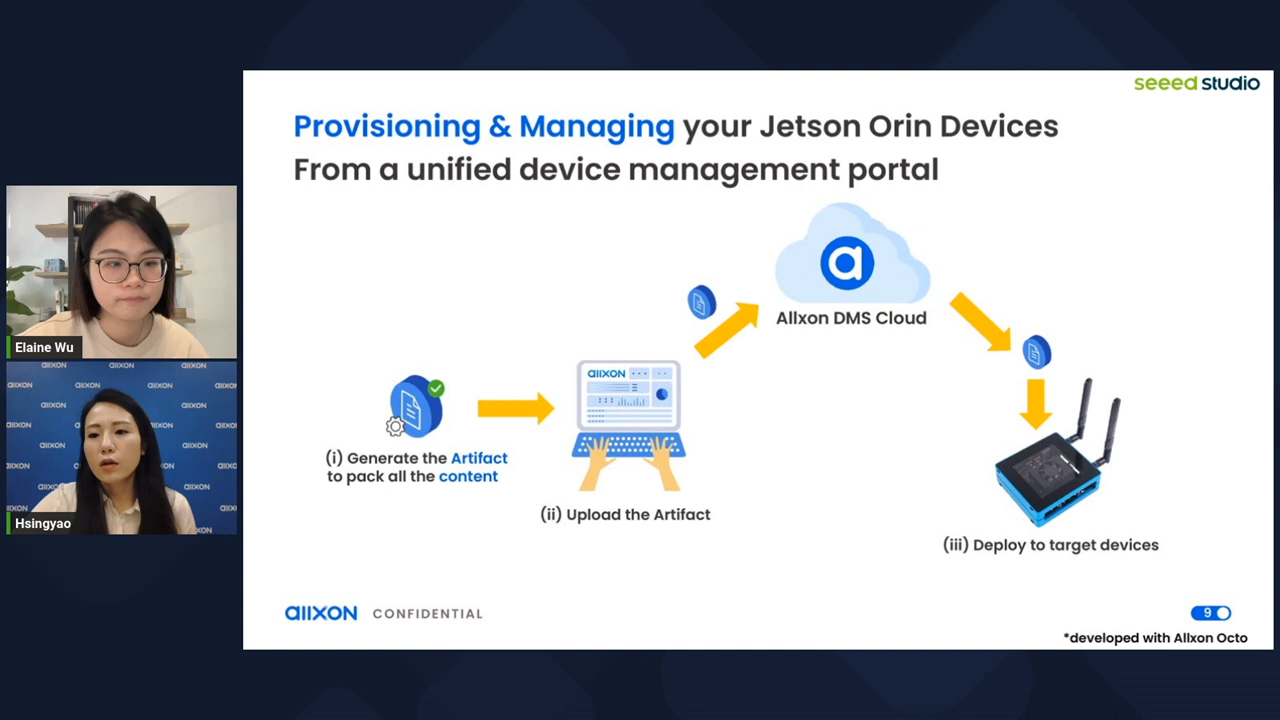 seeed studio
Provisioning & Managing your Jetson Orin Devices
From a unified device management portal
Allxon DMS Cloud
allxon
(i) Generate the Artifact
to pack all the content
(ii) Upload the Artifact
(iii) Deploy to target devices
allxon CONFIDENTIAL
9
*developed with Allxon Octo
Elaine Wu
allxon
Hsingyao